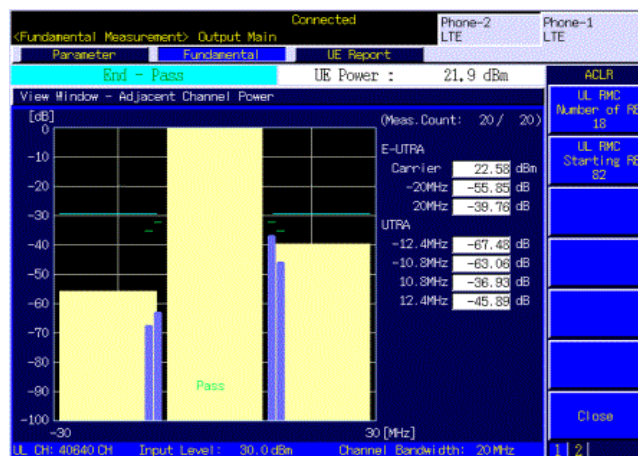 Connected
Phone-2
LTE
Phone-1
LTE
<Fundamental Measurement> Output Main
Parameter
Fundamental
UE Report
End - Pass
UE Power : 21.9 dBm
ACLR
View Window - Adjacent Channel Power
UL RMC
Number of RB
18
UL RMC
Starting RB
82
[dB]
(Meas.Count: 20/ 20)
0
-10
-20
-30
-40
-50
-60
-70
-80
-90
-100
E-UTRA
Carrier 22.58 dBm
-20MHz -55.85 dB
20MHz -39.76 dB
UTRA
-12.4MHz -67.48 dB
-10.8MHz -63.06 dB
10.8MHz -36.93 dB
12.4MHz -45.89 dB
Pass
-30
30 [MHz]
Close
UL CH: 40640 CH Input Level: 30.0 dBm Channel Bandwidth: 20 MHz
1 2